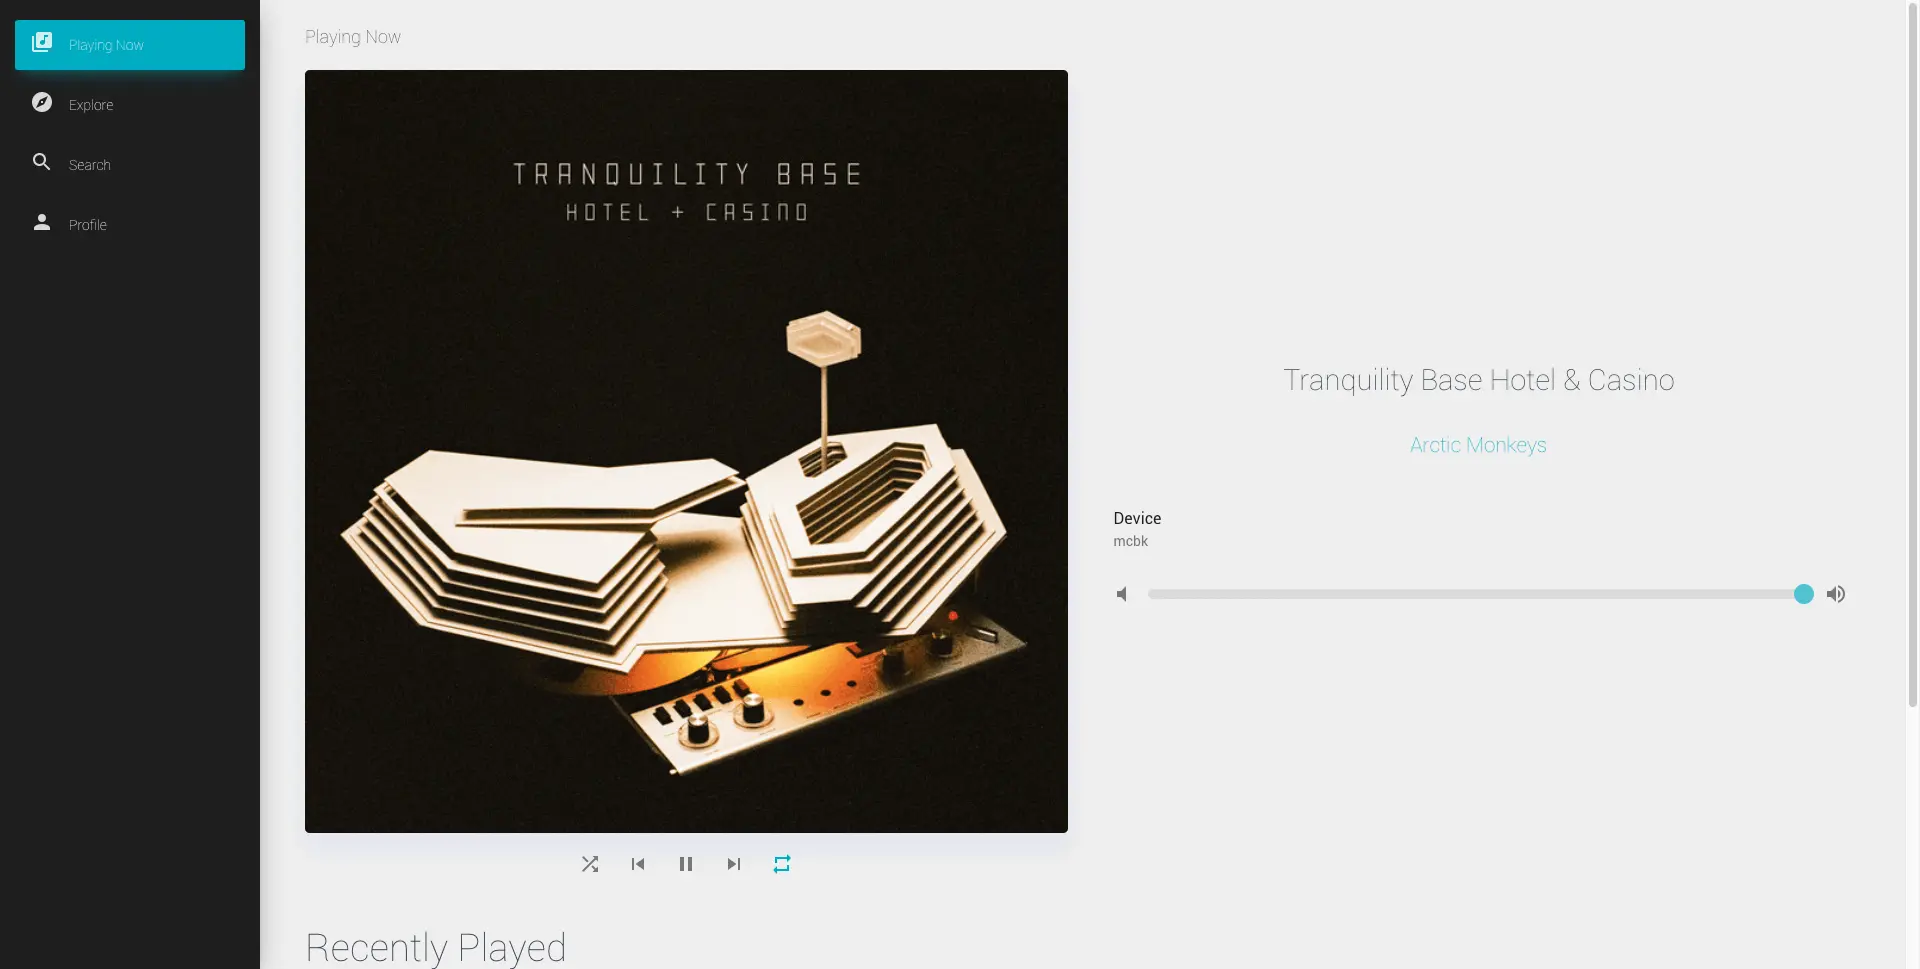 Playing Now
Explore
Search
Profile
Playing Now
TRANQUILITY BASE
HOTEL + CASINO
Tranquility Base Hotel & Casino
Arctic Monkeys
Device
mcbk
Recently Played